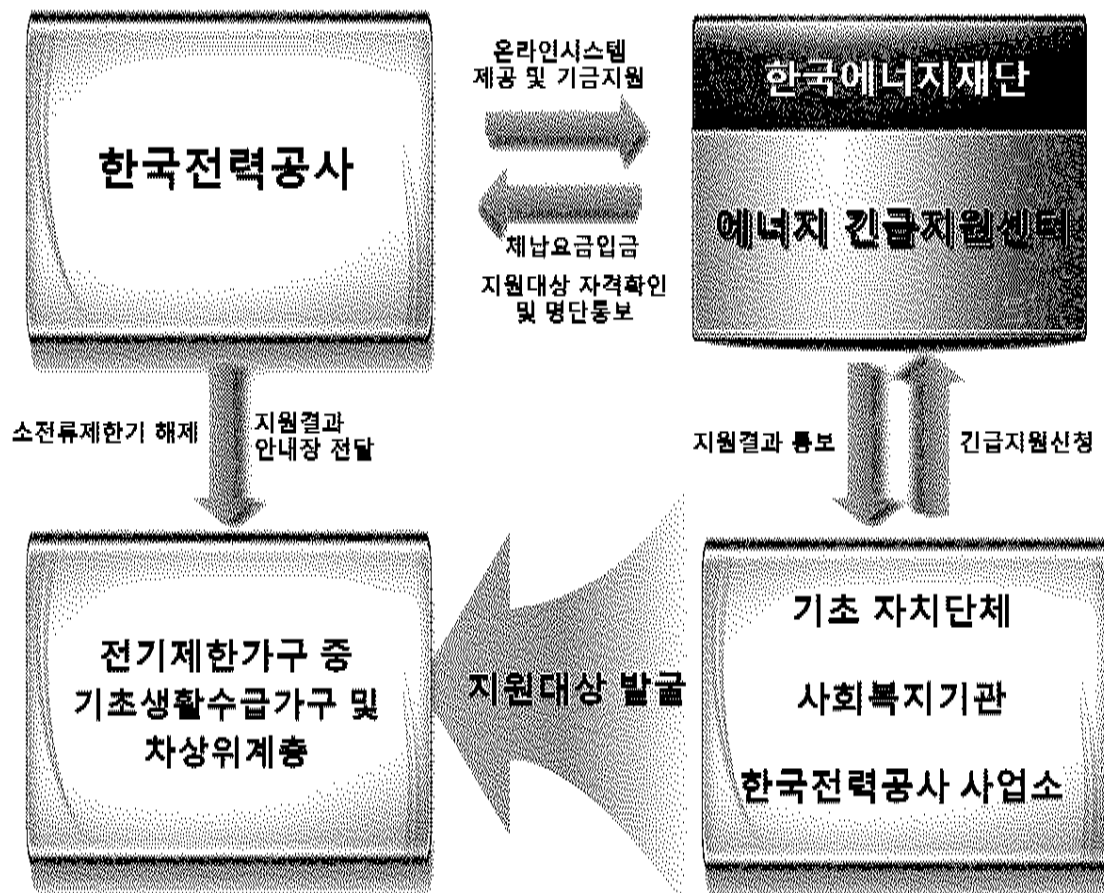 한국전력공사
온라인시스템
제공 및 기금지원
체납요금입금
지원대상 자격확인
및 명단통보
한국에너지재단
에너지 긴급지원센터
소전류제한기 해제
지원결과
안내장 전달
지원결과 통보
긴급지원신청
전기제한가구 중
기초생활수급가구 및
차상위계층
지원대상 발굴
기초 자치단체
사회복지기관
한국전력공사 사업소